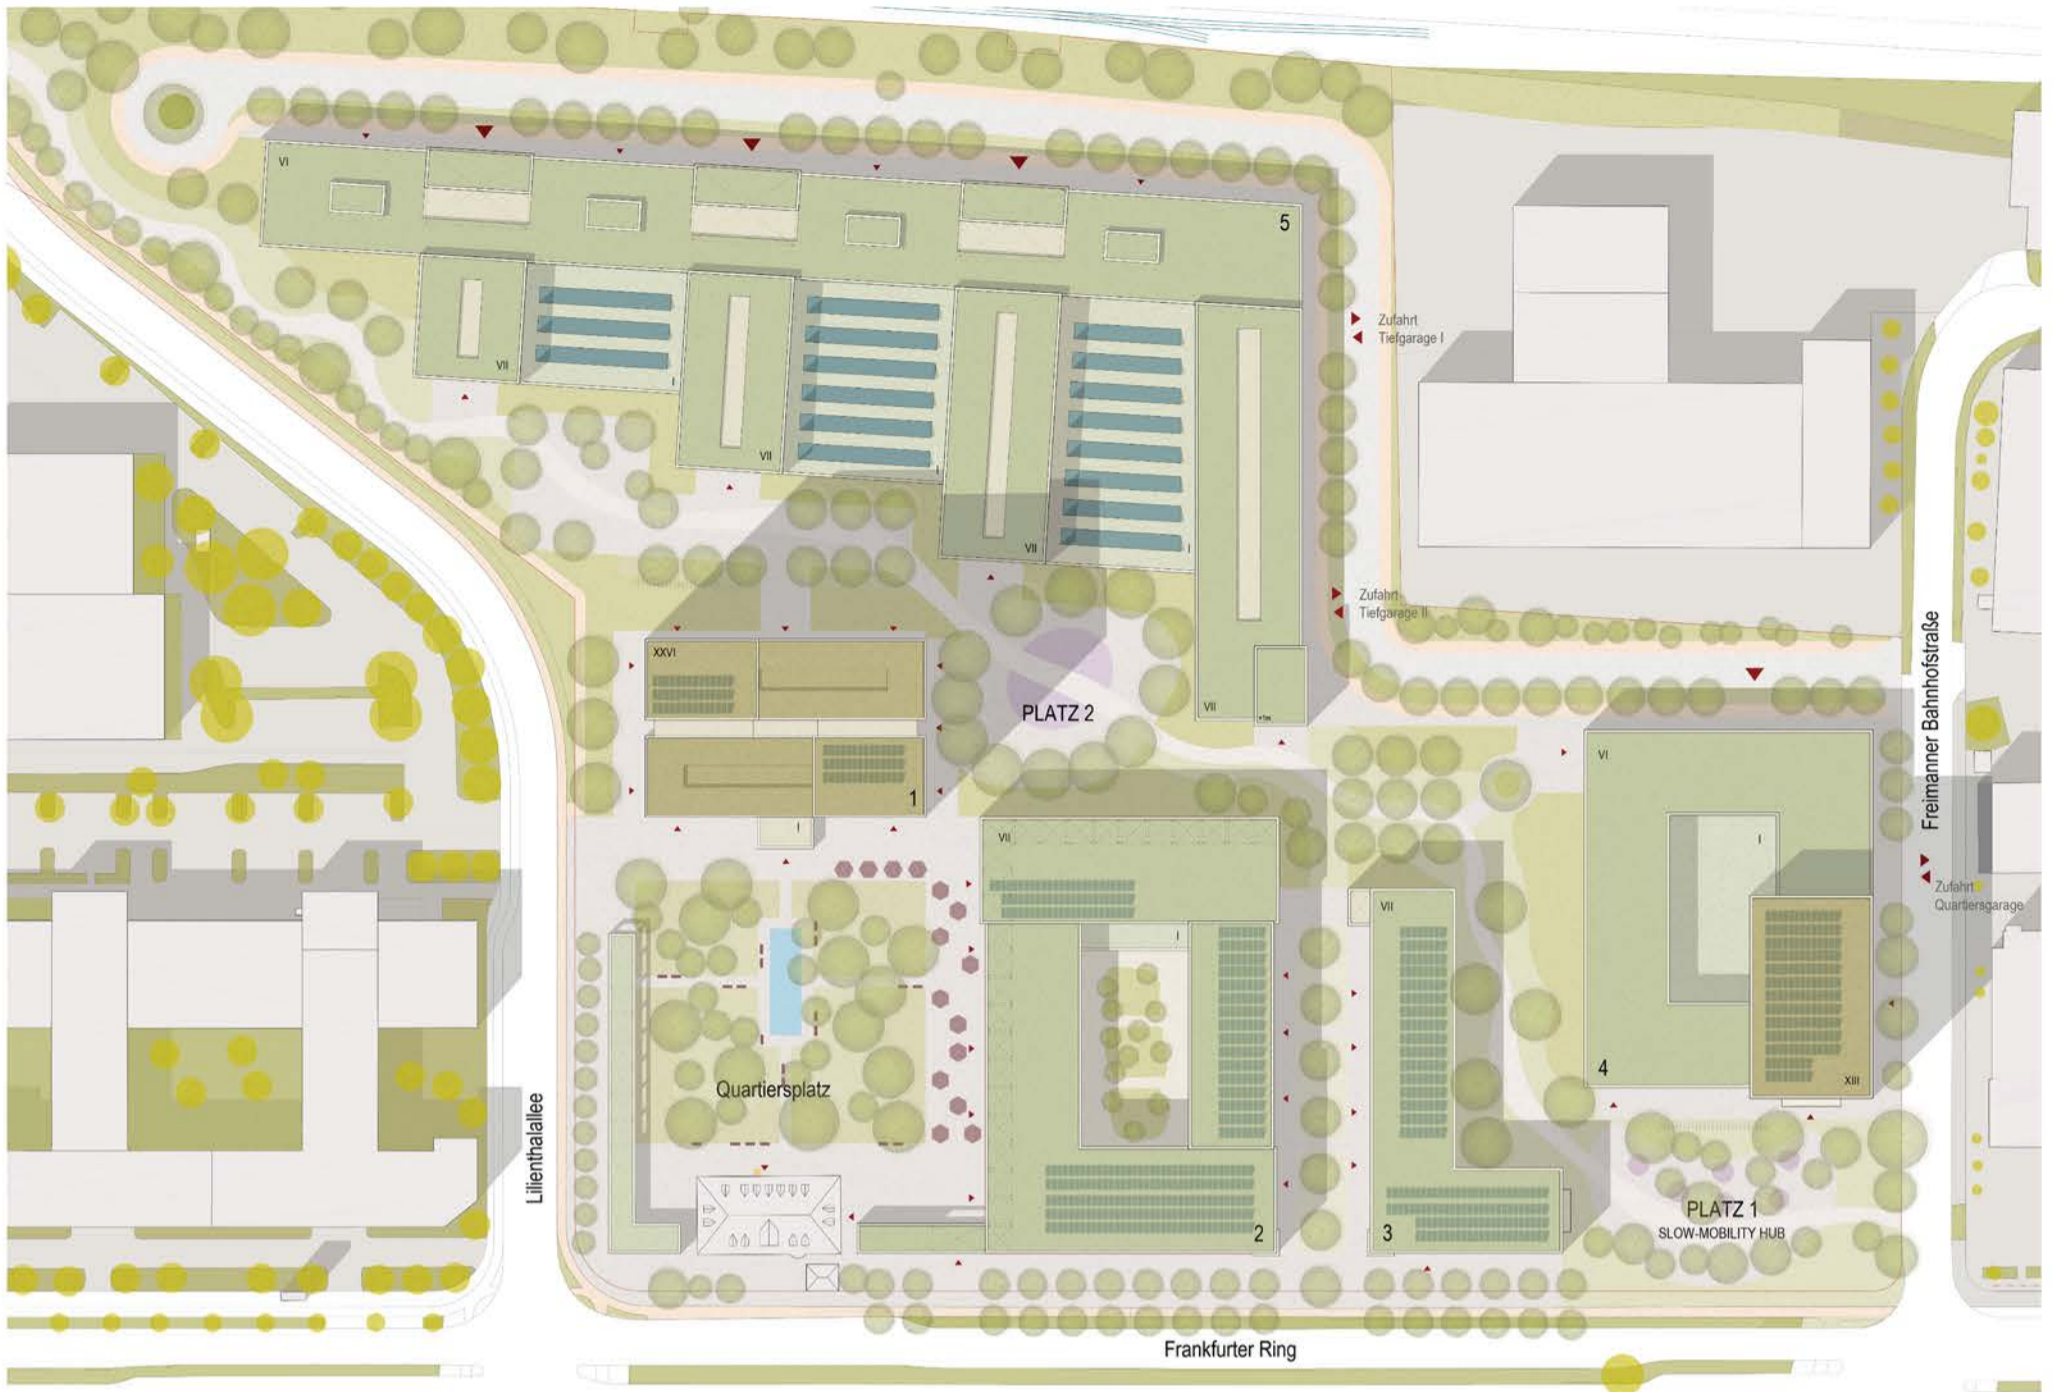 VI
5
VII
I
Zufahrt
Tiefgarage I
VII
I
VII
I
Zufahrt
Tiefgarage II
XXVI
PLATZ 2
VII
1
I
VII
I
VI
I
Freimanner Bahnhofstraße
Zufahrt
Quartiersgarage
VII
Quartiersplatz
4
XIII
Lilienthalallee
PLATZ 1
SLOW-MOBILITY HUB
2
3
Frankfurter Ring